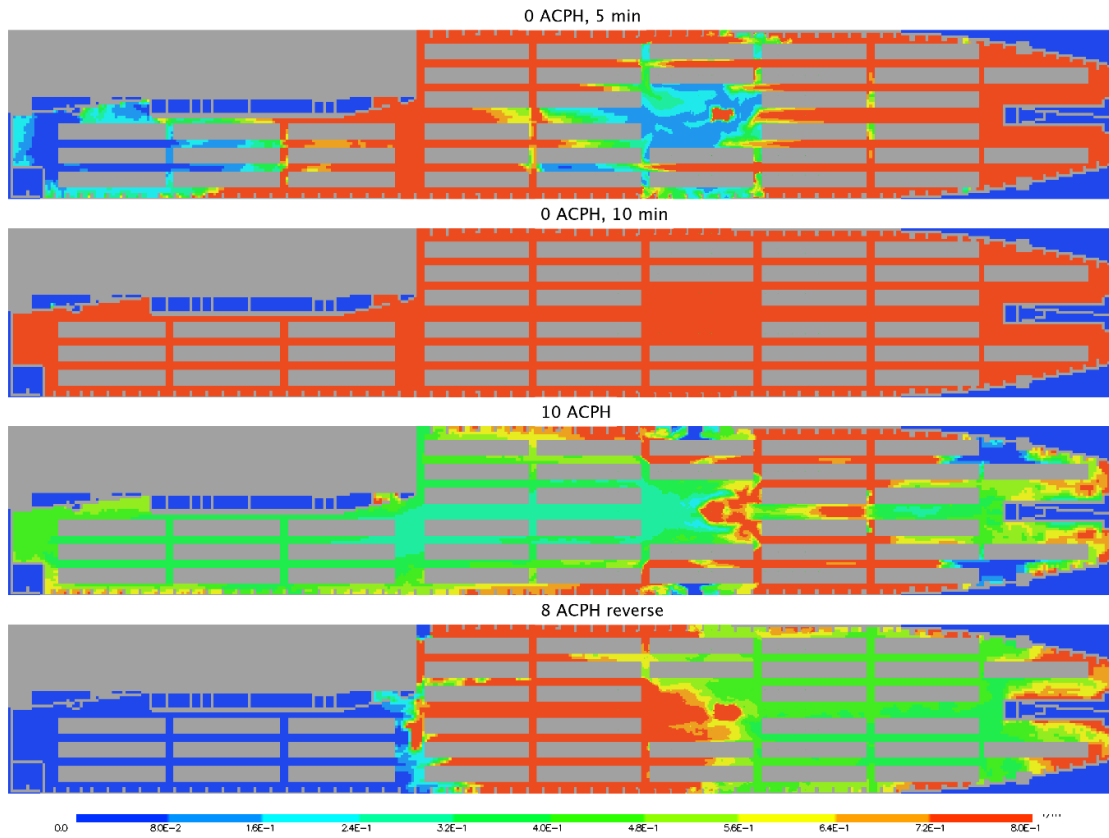 0 ACPH, 5 min
0 ACPH, 10 min
10 ACPH
8 ACPH reverse
0.0 8.0E-2 1.6E-1 2.4E-1 3.2E-1 4.0E-1 4.8E-1 5.6E-1 6.4E-1 7.2E-1 8.0E-1